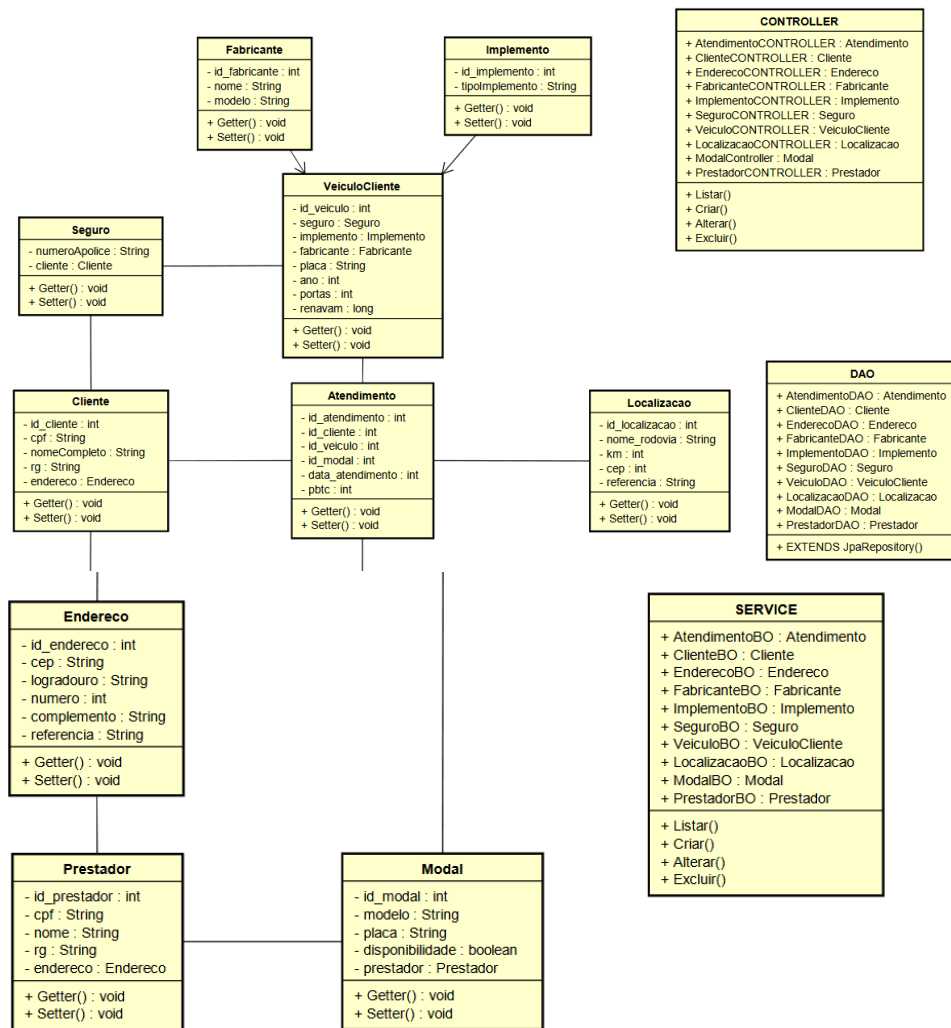 Fabricante
- id_fabricante : int
- nome : String
- modelo : String
+ Getter() : void
+ Setter() : void
Implemento
- id_implemento : int
- tipoImplemento : String
+ Getter() : void
+ Setter() : void
CONTROLLER
+ AtendimentoCONTROLLER : Atendimento
+ ClienteCONTROLLER : Cliente
+ EnderecoCONTROLLER : Endereco
+ FabricanteCONTROLLER : Fabricante
+ ImplementoCONTROLLER : Implemento
+ SeguroCONTROLLER : Seguro
+ VeiculoCONTROLLER : VeiculoCliente
+ LocalizacaoCONTROLLER : Localização
+ ModalController : Modal
+ PrestadorCONTROLLER : Prestador
+ Listar()
+ Criar()
+ Alterar()
+ Excluir()
VeiculoCliente
- id_veiculo : int
- seguro : Seguro
- implemento : Implemento
- fabricante : Fabricante
- placa : String
- ano : int
- portas : int
- renavam : long
+ Getter() : void
+ Setter() : void
Seguro
- numeroApolice : String
- cliente : Cliente
+ Getter() : void
+ Setter() : void
Cliente
- id_cliente : int
- cpf : String
- nomeCompleto : String
- rg : String
- endereco : Endereco
+ Getter() : void
+ Setter() : void
Atendimento
- id_atendimento : int
- id_cliente : int
- id_veiculo : int
- id_modal : int
- data_atendimento : int
- pbtc : int
+ Getter() : void
+ Setter() : void
Localizacao
- id_localizacao : int
- nome_rodovia : String
- km : int
- cep : int
- referencia : String
+ Getter() : void
+ Setter() : void
DAO
+ AtendimentoDAO : Atendimento
+ ClienteDAO : Cliente
+ EnderecoDAO : Endereco
+ FabricanteDAO : Fabricante
+ ImplementoDAO : Implemento
+ SeguroDAO : Seguro
+ VeiculoDAO : VeiculoCliente
+ LocalizacaoDAO : Localizacao
+ ModalDAO : Modal
+ PrestadorDAO : Prestador
+ EXTENDS JpaRepository()
Endereco
- id_endereco : int
- cep : String
- logradouro : String
- numero : int
- complemento : String
- referencia : String
+ Getter() : void
+ Setter() : void
SERVICE
+ AtendimentoBO : Atendimento
+ ClienteBO : Cliente
+ EnderecoBO : Endereco
+ FabricanteBO : Fabricante
+ ImplementoBO : Implemento
+ SeguroBO : Seguro
+ VeiculoBO : VeiculoCliente
+ LocalizacaoBO : Localizacao
+ ModalBO : Modal
+ PrestadorBO : Prestador
+ Listar()
+ Criar()
+ Alterar()
+ Excluir()
Prestador
- id_prestador : int
- cpf : String
- nome : String
- rg : String
- endereco : Endereco
+ Getter() : void
+ Setter() : void
Modal
- id_modal : int
- modelo : String
- placa : String
- disponibilidade : boolean
- prestador : Prestador
+ Getter() : void
+ Setter() : void